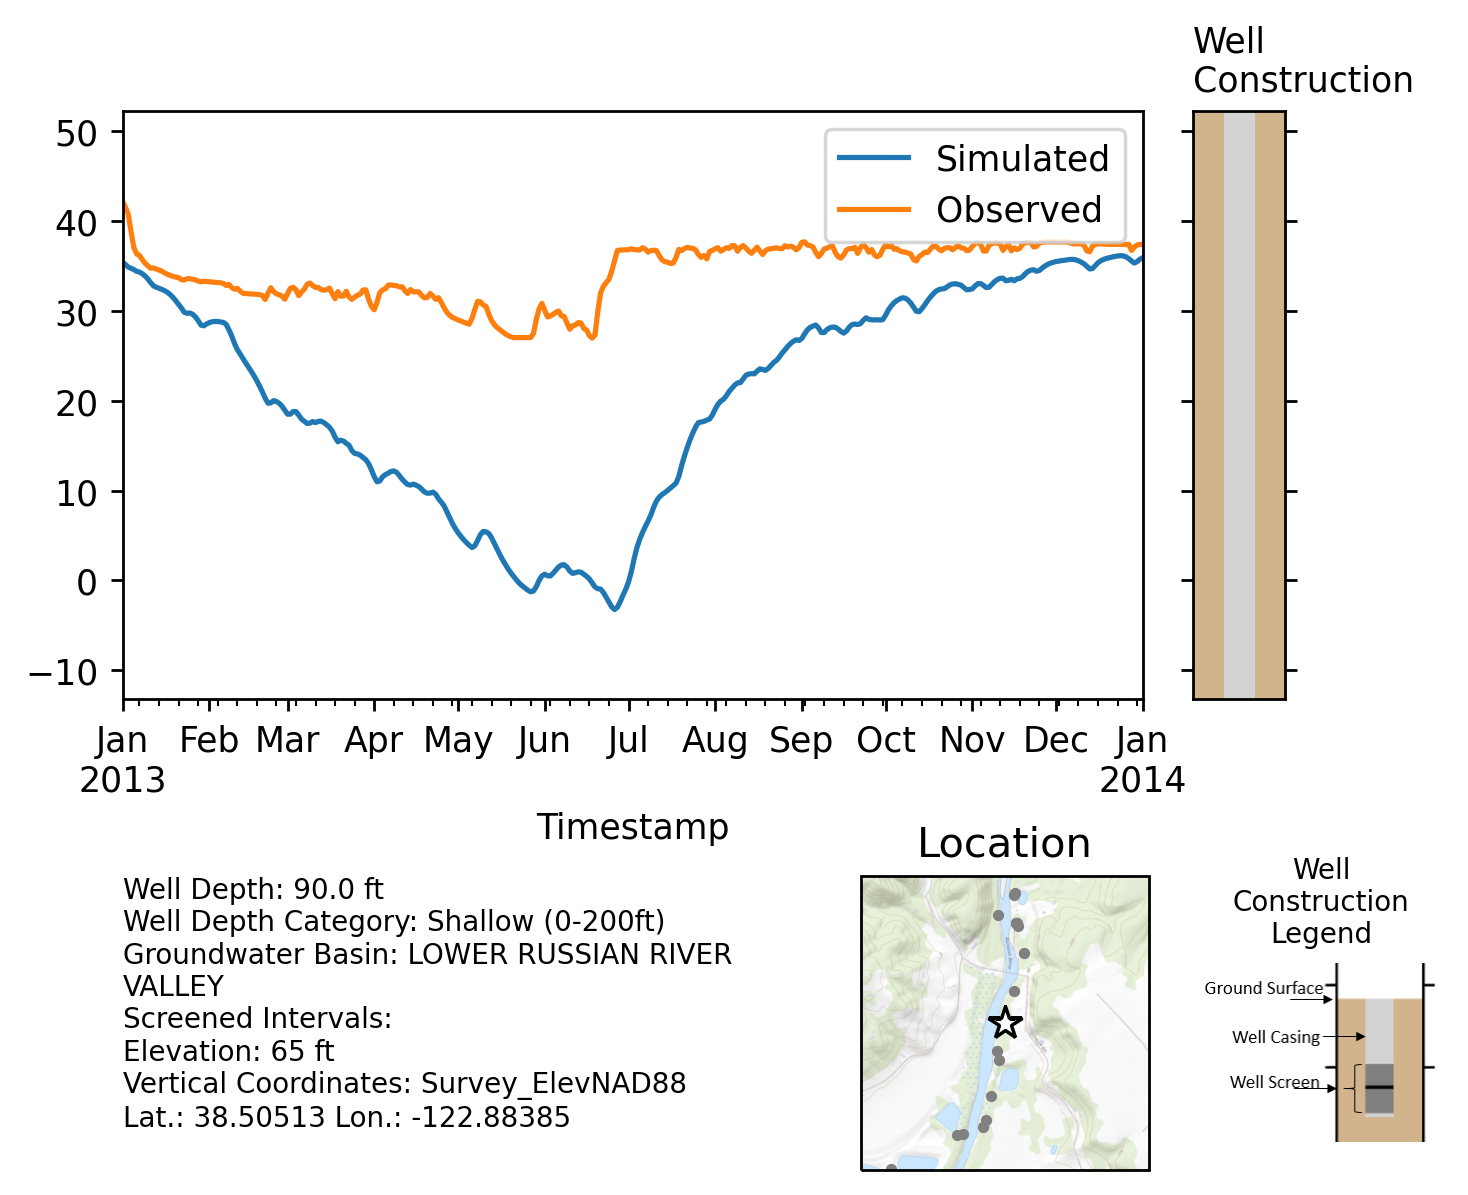 Well
Construction
50
40
30
20
10
0
−10
Simulated
Observed
Jan Feb Mar Apr May Jun Jul Aug Sep Oct Nov Dec Jan
2013 2014
Timestamp
Well Depth: 90.0 ft
Well Depth Category: Shallow (0-200ft)
Groundwater Basin: LOWER RUSSIAN RIVER
VALLEY
Screened Intervals:
Elevation: 65 ft
Vertical Coordinates: Survey_ElevNAD88
Lat.: 38.50513 Lon.: -122.88385
Location
Well
Construction
Legend
Ground Surface
Well Casing
Well Screen